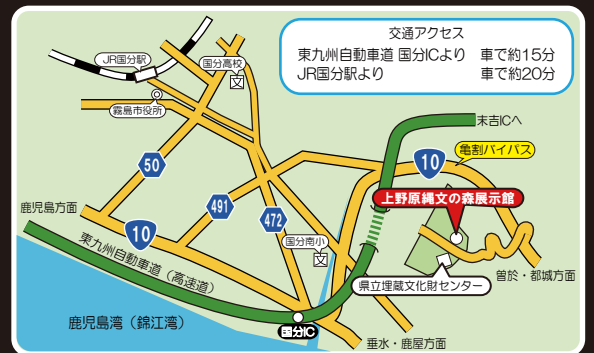 交通アクセス
東九州自動車道 国分ICより 車で約15分
JR国分駅より 車で約20分
JR国分駅
国分高校
文
霧島市役所
末吉ICへ
亀割バイパス
10
50
上野原縄文の森展示館
491
鹿児島方面
472
10
国分南小
文
東九州自動車道(高速道)
曽於・都城方面
県立埋蔵文化財センター
鹿児島湾(錦江湾)
国分IC
垂水・鹿屋方面